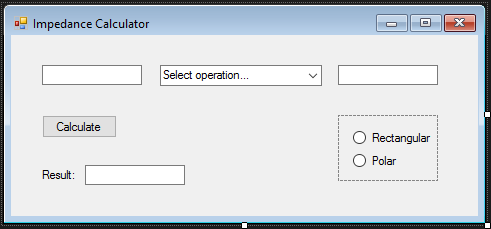 Impedance Calculator
Select operation...
Calculate
Rectangular
Polar
Result: